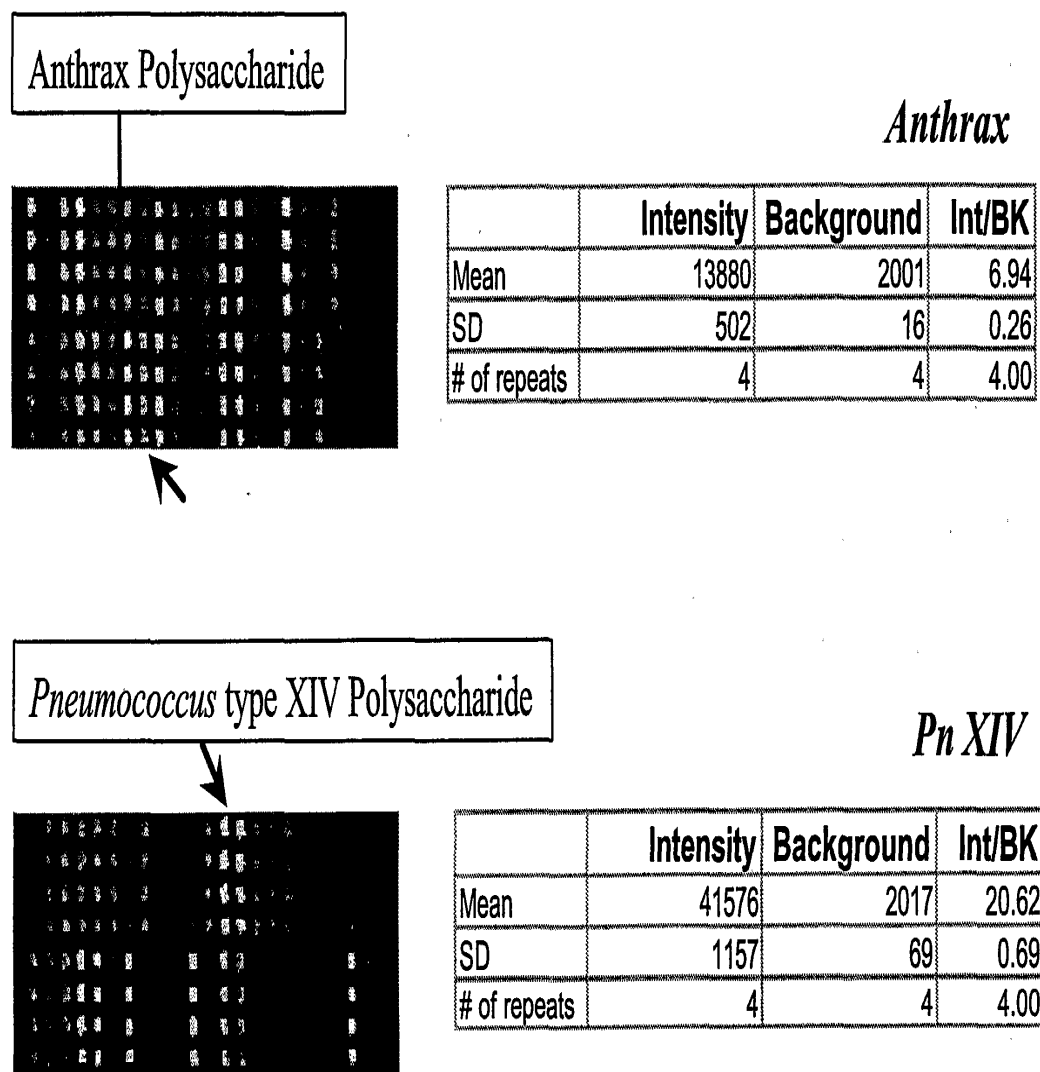 Anthrax Polysaccharide
Anthrax
Intensity Background Int/BK
Mean 13880 2001 6.94
SD 502 16 0.26
# of repeats 4 4 4.00
Pneumococcus type XIV Polysaccharide
Pn XIV
Intensity Background Int/BK
Mean 41576 2017 20.62
SD 1157 69 0.69
# of repeats 4 4 4.00